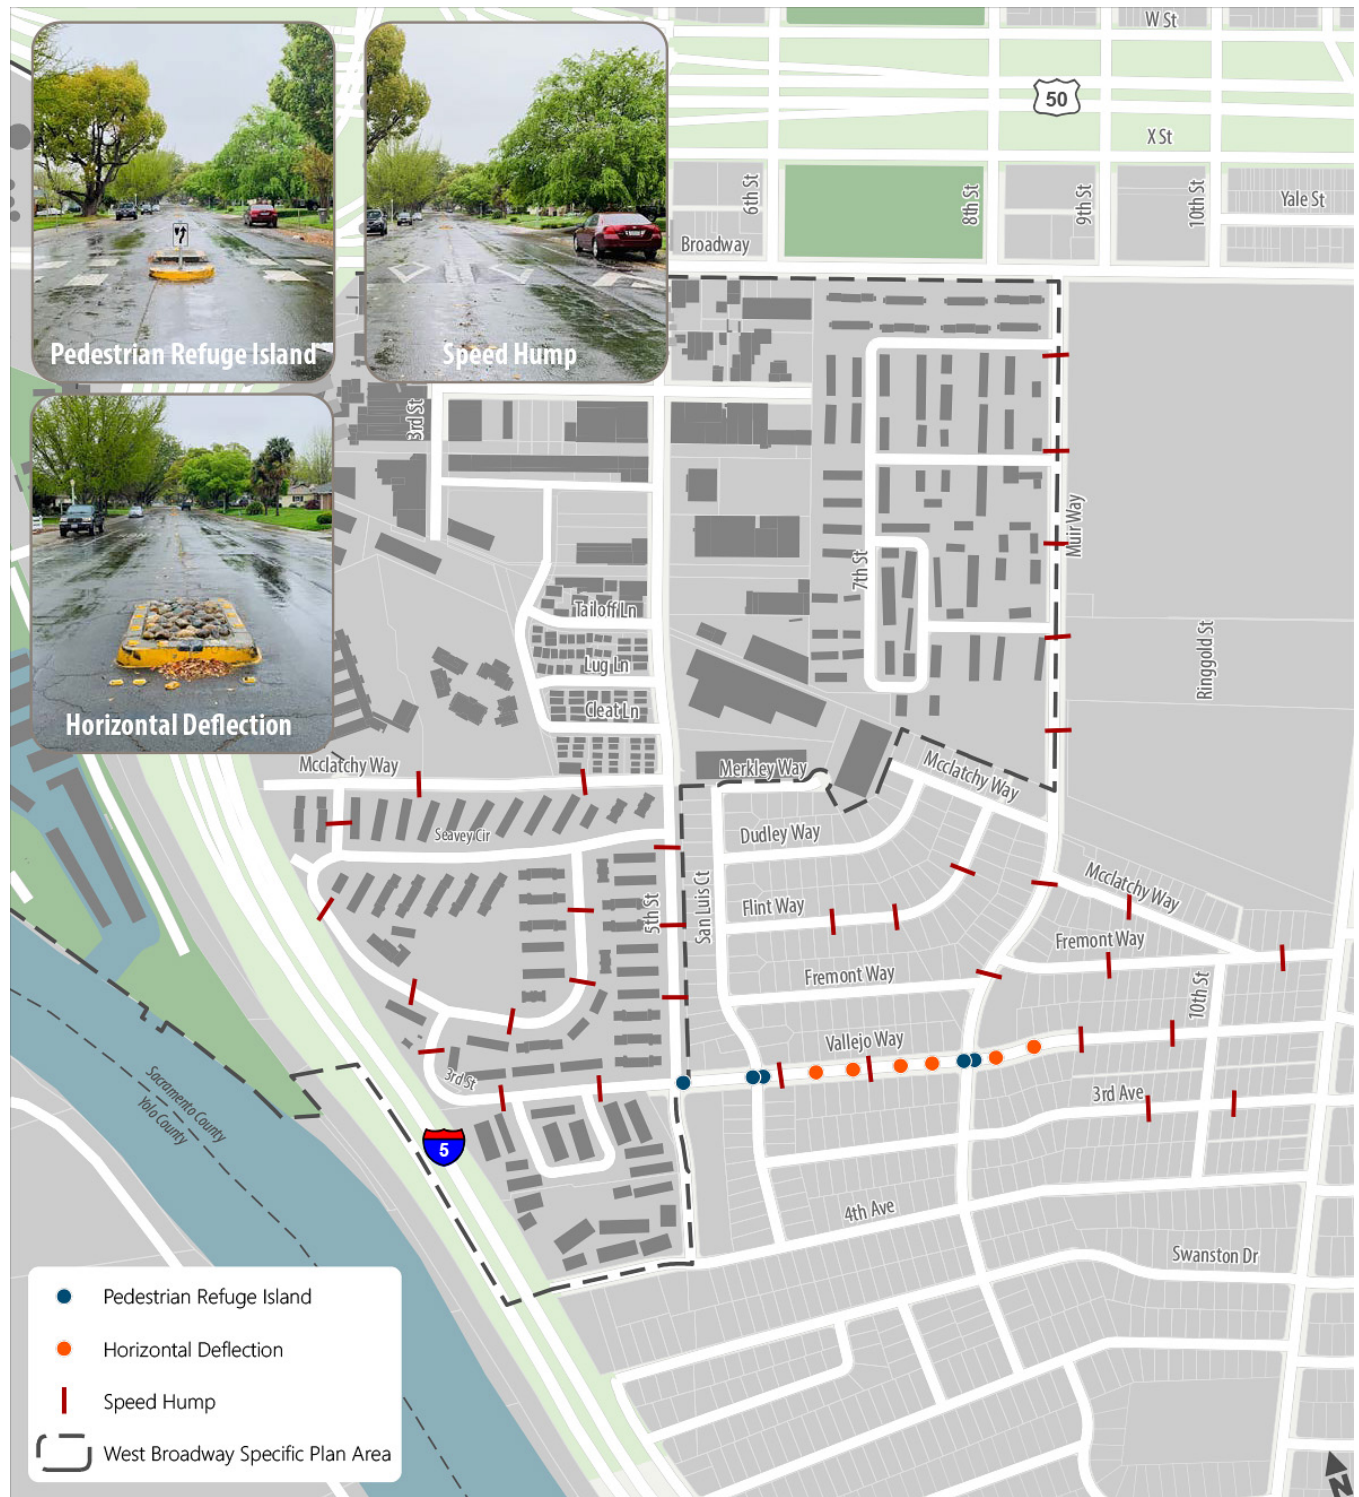 W St
50
X St
6th St
8th St
9th St
10th St
Yale St
Broadway
Pedestrian Refuge Island
Speed Hump
3rd St
Muir Way
7th St
Tailoff Ln
Ringgold St
Lug Ln
Cleat Ln
Horizontal Deflection
Mcclatchy Way
Merkley Way
Mcclatchy Way
Seavey Cir
Dudley Way
Mcclatchy Way
5th St
San Luis Ct
Flint Way
Fremont Way
Fremont Way
10th St
Vallejo Way
3rd St
3rd Ave
Sacramento County
Yolo County
5
4th Ave
Swanston Dr
Pedestrian Refuge Island
Horizontal Deflection
Speed Hump
West Broadway Specific Plan Area
N